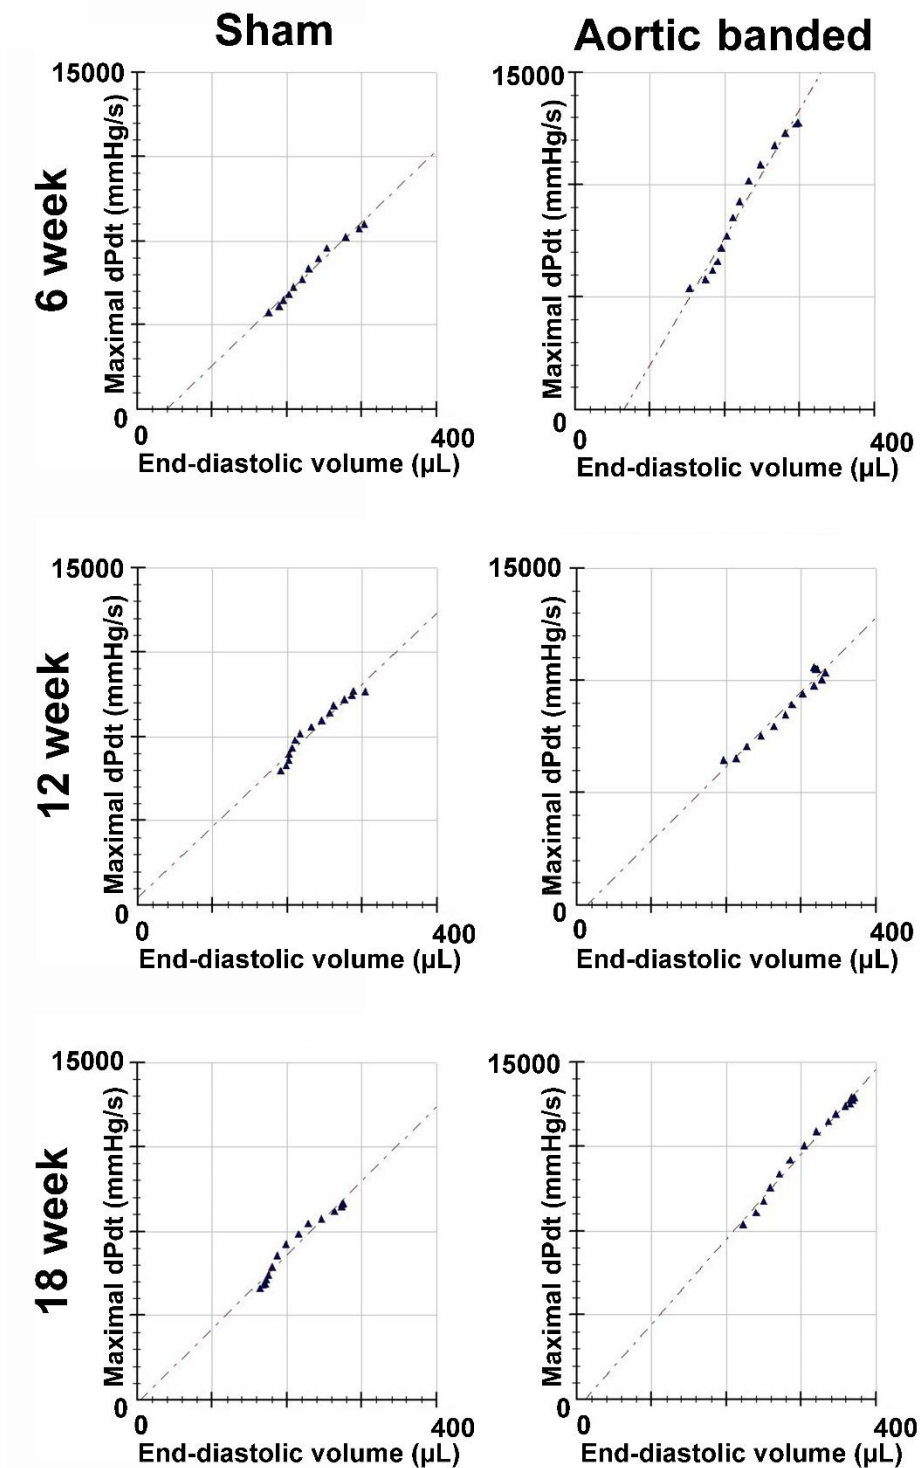 Sham
Aortic banded
6 week
15000
Maximal dPdt (mmHg/s)
0
0
400
End-diastolic volume (µL)
15000
Maximal dPdt (mmHg/s)
0
0
400
End-diastolic volume (µL)
12 week
15000
Maximal dPdt (mmHg/s)
0
0
400
End-diastolic volume (µL)
15000
Maximal dPdt (mmHg/s)
0
0
400
End-diastolic volume (µL)
18 week
15000
Maximal dPdt (mmHg/s)
0
0
400
End-diastolic volume (µL)
15000
Maximal dPdt (mmHg/s)
0
0
400
End-diastolic volume (µL)